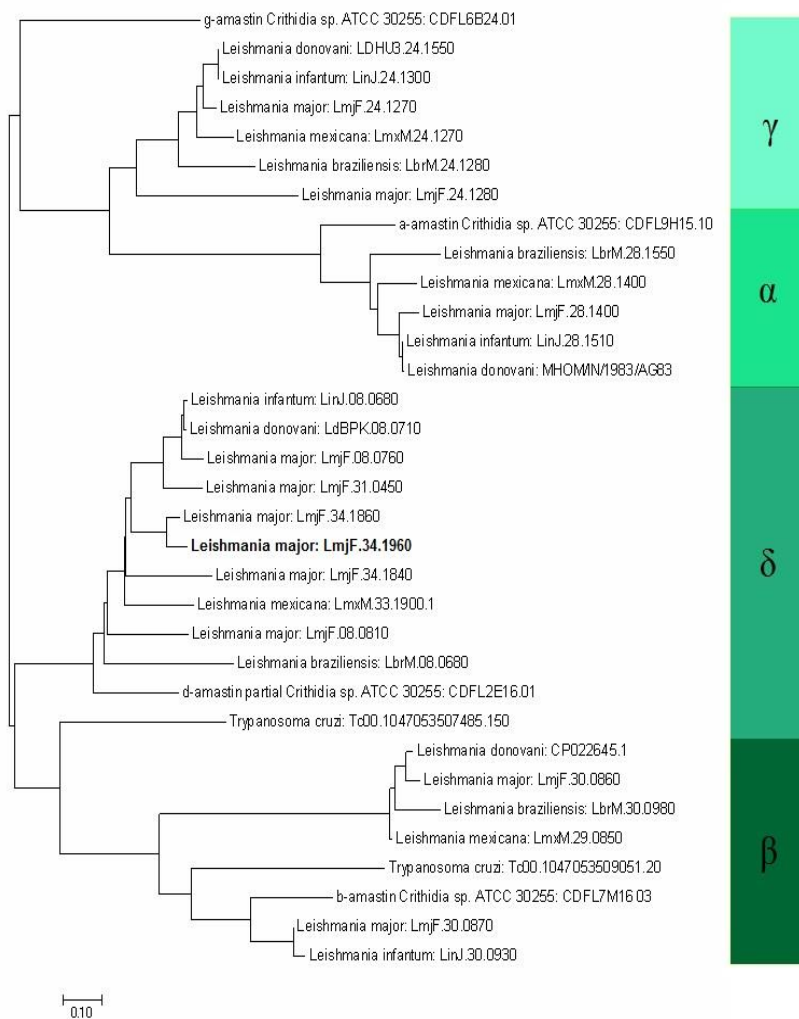 g-amastin Crithidia sp. ATCC 30255: CDFL6B24.01
Leishmania donovani: LDHU3.24.1550
Leishmania infantum: LinJ.24.1300
Leishmania major: LmjF.24.1270
Leishmania mexicana: LmxM.24.1270
Leishmania braziliensis: LbrM.24.1280
Leishmania major: LmjF.24.1280
γ
a-amastin Crithidia sp. ATCC 30255: CDFL9H15.10
Leishmania braziliensis: LbrM.28.1550
Leishmania mexicana: LmxM.28.1400
Leishmania major: LmjF.28.1400
Leishmania infantum: LinJ.28.1510
Leishmania donovani: MHOM/IN/1983/AG83
α
Leishmania infantum: LinJ.08.0680
Leishmania donovani: LdBPK.08.0710
Leishmania major: LmjF.08.0760
Leishmania major: LmjF.31.0450
Leishmania major: LmjF.34.1860
Leishmania major: LmjF.34.1960
Leishmania major: LmjF.34.1840
Leishmania mexicana: LmxM.33.1900.1
Leishmania major: LmjF.08.0810
Leishmania braziliensis: LbrM.08.0680
d-amastin partial Crithidia sp. ATCC 30255: CDFL2E16.01
Trypanosoma cruzi: Tc00.1047053507485.150
δ
Leishmania donovani: CP022645.1
Leishmania major: LmjF.30.0860
Leishmania braziliensis: LbrM.30.0980
Leishmania mexicana: LmxM.29.0850
Trypanosoma cruzi: Tc00.1047053509051.20
b-amastin Crithidia sp. ATCC 30255: CDFL7M16 03
Leishmania major: LmjF.30.0870
Leishmania infantum: LinJ.30.0930
β
0.10